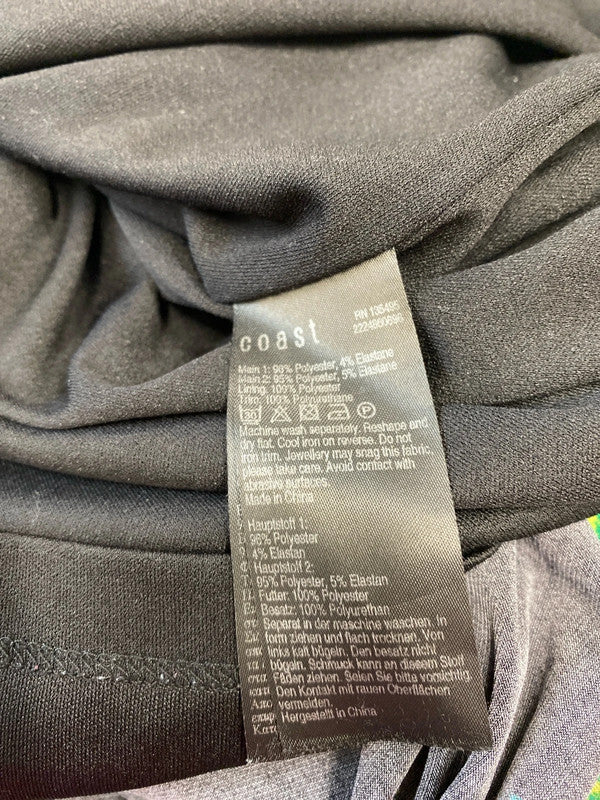 coast
RN 135495
2224960696
Main 1: 96% Polyester, 4% Elastane
Main 2: 95% Polyester, 5% Elastane
Lining: 100% Polyester
Trim: 100% Polyurethane
30
P
Machine wash separately. Reshape and
dry flat. Cool iron on reverse. Do not
iron trim. Jewellery may snag this fabric,
please take care. Avoid contact with
abrasive surfaces.
Made in China
Hauptstoff 1:
96% Polyester
4% Elastan
Hauptstoff 2:
95% Polyester, 5% Elastan
Futter: 100% Polyester
Besatz: 100% Polyurethan
Separat in der maschine waschen. In
form ziehen und flach trocknen. Von
links kalt bügeln. Den besatz nicht
bügeln. Schmuck kann an diesem Stoff
Fäden ziehen. Seien Sie bitte vorsichtig.
Den Kontakt mit rauen Oberflächen
vermeiden.
Hergestellt in China